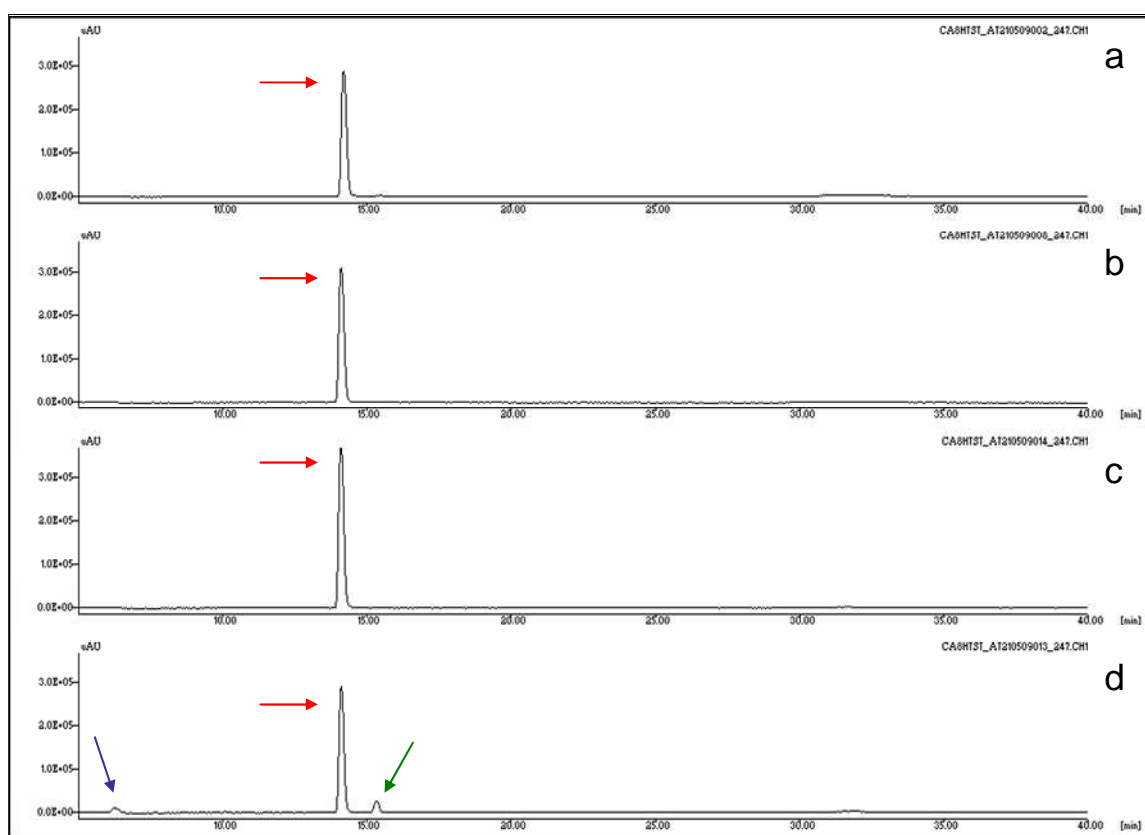 uAU CA8HTST_AT210509002_247.CH1 a
3.0E+05
2.0E+05
1.0E+05
0.0E+00
10.00 15.00 20.00 25.00 30.00 35.00 40.00 [min]
uAU CA8HTST_AT210509008_247.CH1 b
3.0E+05
2.0E+05
1.0E+05
0.0E+00
10.00 15.00 20.00 25.00 30.00 35.00 40.00 [min]
uAU CA8HTST_AT210509014_247.CH1 c
3.0E+05
2.0E+05
1.0E+05
0.0E+00
10.00 15.00 20.00 25.00 30.00 35.00 40.00 [min]
uAU CA8HTST_AT210509013_247.CH1 d
3.0E+05
2.0E+05
1.0E+05
0.0E+00
10.00 15.00 20.00 25.00 30.00 35.00 40.00 [min]